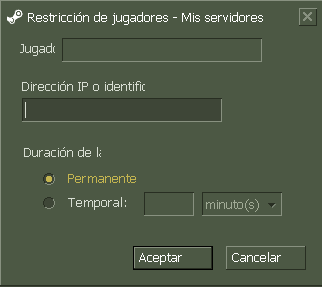 Restricción de jugadores - Mis servidores
Jugado
Dirección IP o identific
Duración de la
Permanente
Temporal:
minuto(s)
Aceptar
Cancelar